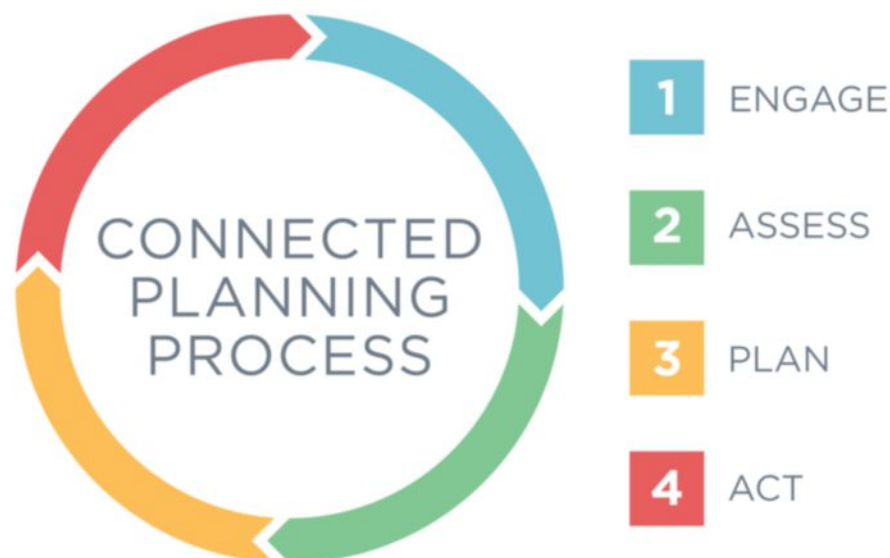 CONNECTED
PLANNING
PROCESS
1 ENGAGE
2 ASSESS
3 PLAN
4 ACT